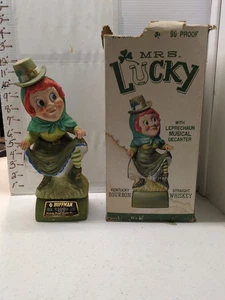 86 PROOF
MRS.
LUCKY
WITH
LEPRECHAUN
MUSICAL
DECANTER
KENTUCKY
STRAIGHT
BOURBON
WHISKEY
HOFFMAN